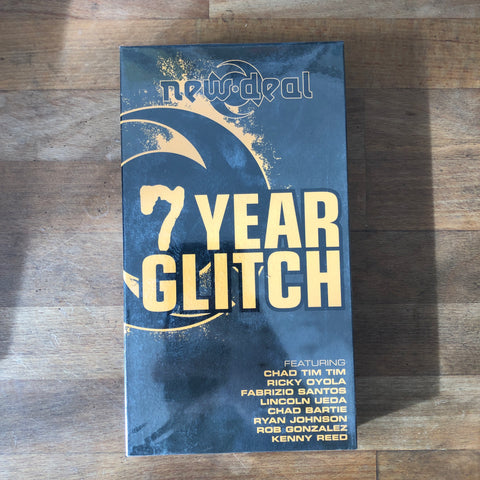 new·deal
7 YEAR
GLITCH
FEATURING
CHAD TIM TIM
RICKY OYOLA
FABRIZIO SANTOS
LINCOLN UEDA
CHAD BARTIE
RYAN JOHNSON
ROB GONZALEZ
KENNY REED